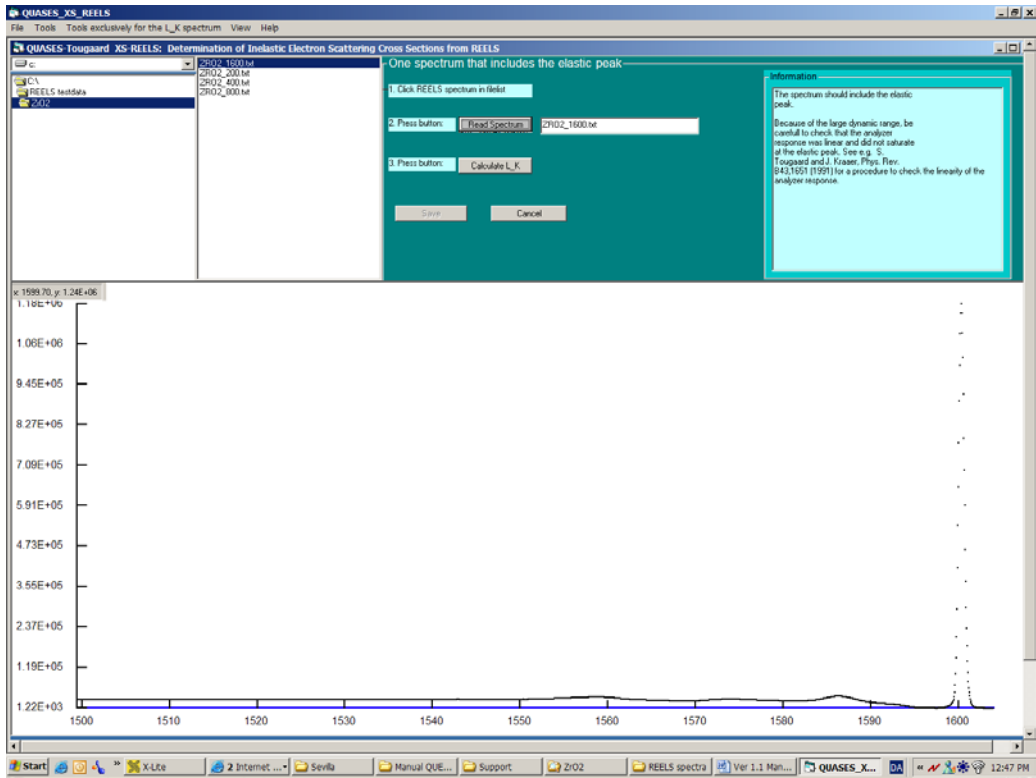 QUASES_XS_REELS
File Tools Tools exclusively for the L_K spectrum View Help
QUASES-Tougaard XS-REELS: Determination of Inelastic Electron Scattering Cross Sections from REELS
c:
C:\
REELS testdata
ZrO2
ZRO2_1600.txt
ZRO2_200.txt
ZRO2_400.txt
ZRO2_800.txt
One spectrum that includes the elastic peak
1. Click REELS spectrum in filelist
2. Press button:
Read Spectrum
ZRO2_1600.txt
3. Press button:
Calculate L_K
Save
Cancel
Information
The spectrum should include the elastic
peak.
Because of the large dynamic range, be
carefull to check that the analyzer
response was linear and did not saturate
at the elastic peak. See e.g. S.
Tougaard and J. Kraaer, Phys. Rev.
B43,1651 (1991) for a procedure to check the linearity of the
analyzer response.
x: 1599.70, y: 1.24E+06
1.18E+06
1.06E+06
9.45E+05
8.27E+05
7.09E+05
5.91E+05
4.73E+05
3.55E+05
2.37E+05
1.19E+05
1.22E+03
1500 1510 1520 1530 1540 1550 1560 1570 1580 1590 1600
Start
X-Lite
2 Internet ...
Sevilla
Manual QUE...
Support
ZrO2
REELS spectra
Ver 1.1 Man...
QUASES_X...
DA
12:47 PM